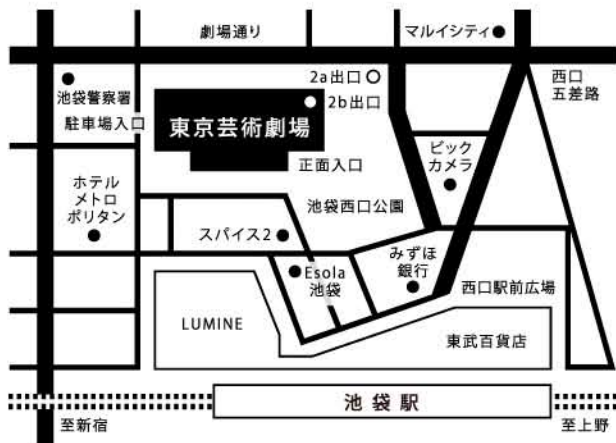 劇場通り
マルイシティ
2a出口
西口
五差路
池袋警察署
2b出口
駐車場入口
東京芸術劇場
正面入口
ビック
カメラ
ホテル
メトロ
ポリタン
池袋西口公園
スパイス2
みずほ
銀行
Esola
池袋
西口駅前広場
LUMINE
東武百貨店
池袋駅
至新宿
至上野